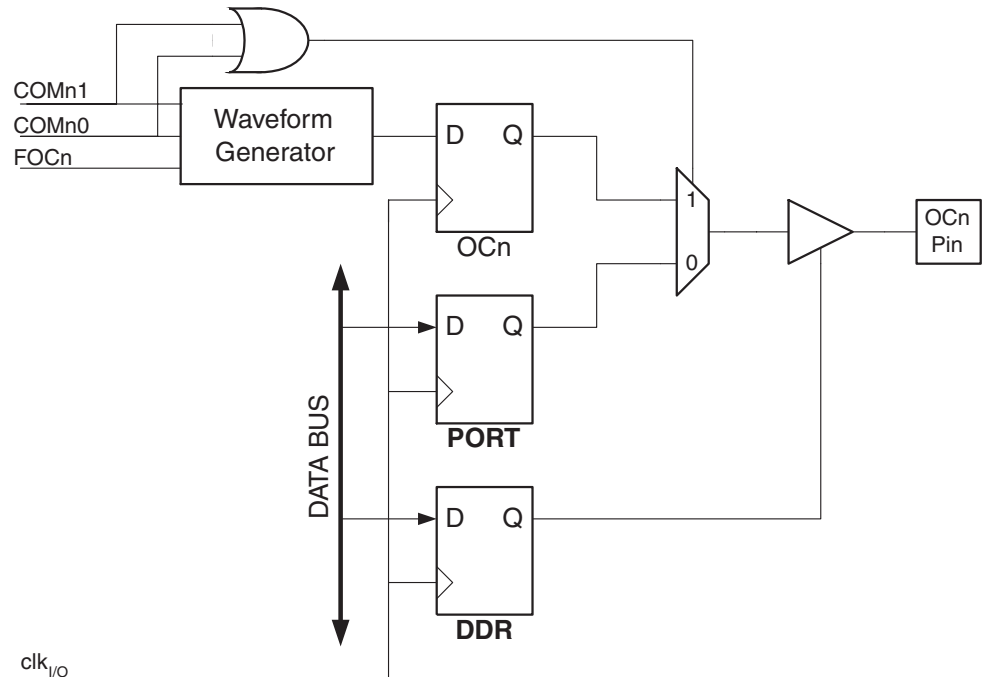 COMn1
COMn0
FOCn
Waveform
Generator
D Q
OCn
1
0
OCn
Pin
D Q
PORT
DATA BUS
D Q
DDR
clkI/O